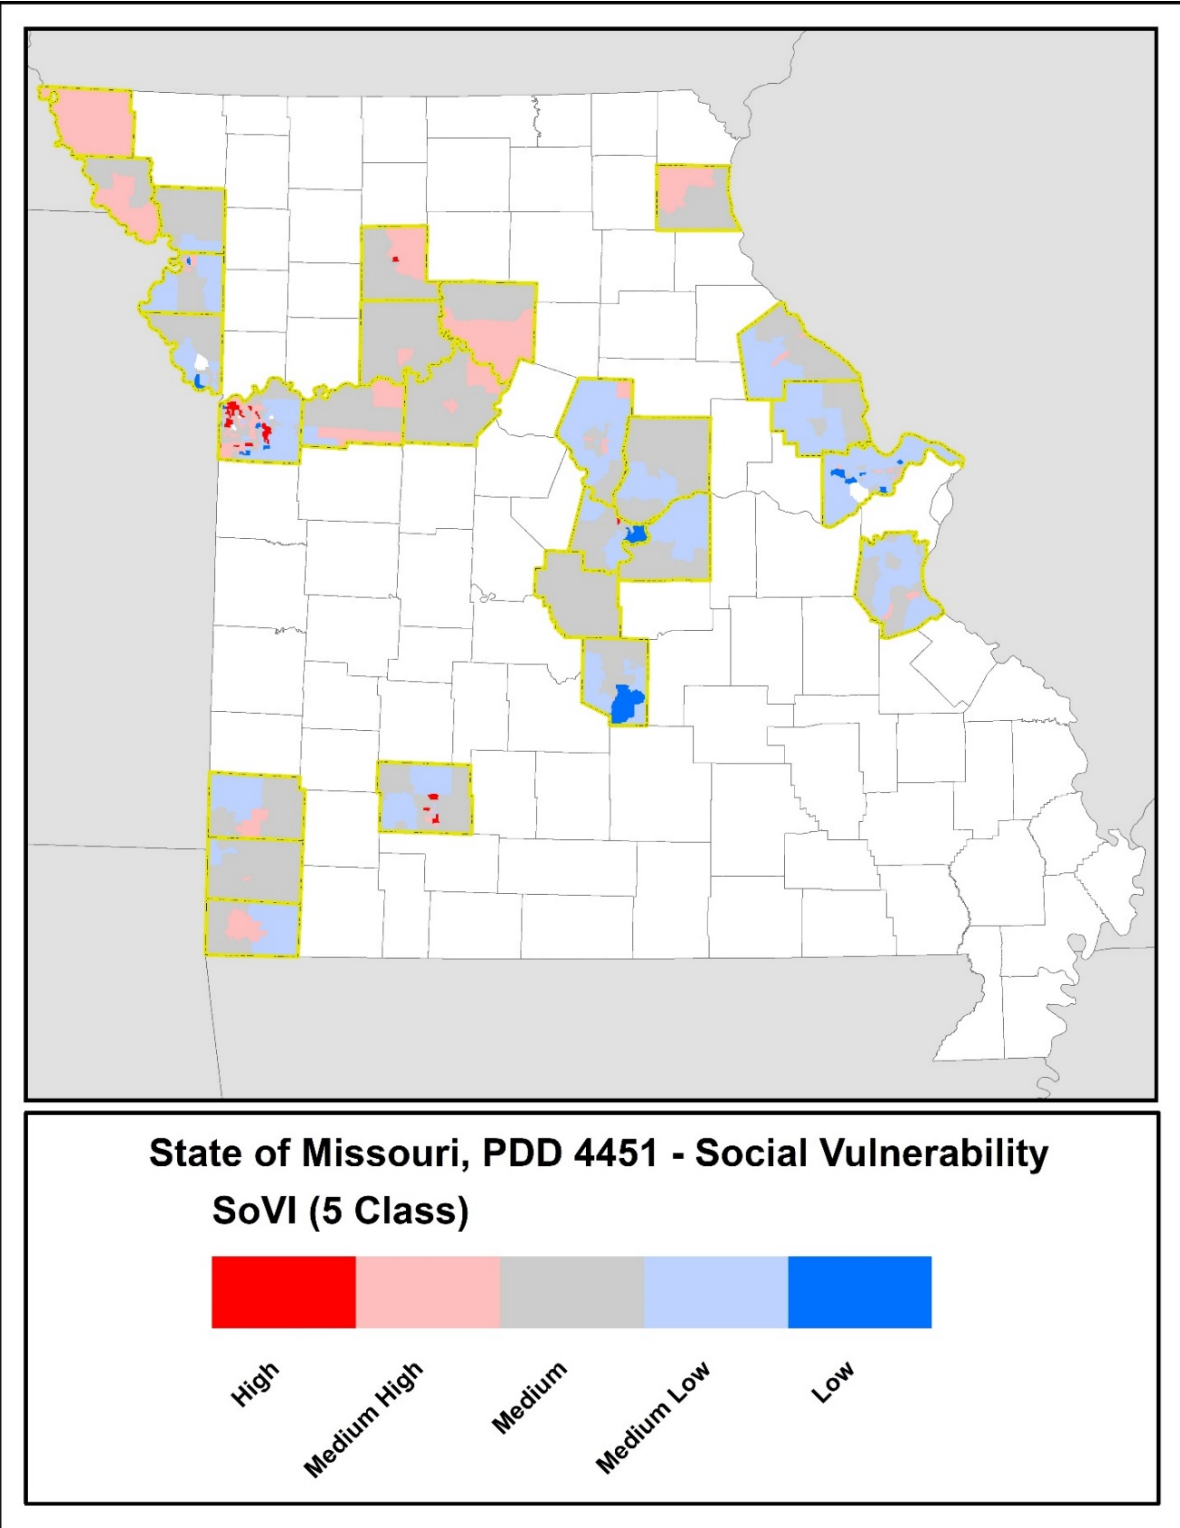 State of Missouri, PDD 4451 - Social Vulnerability
SoVI (5 Class)
High
Medium High
Medium
Medium Low
Low